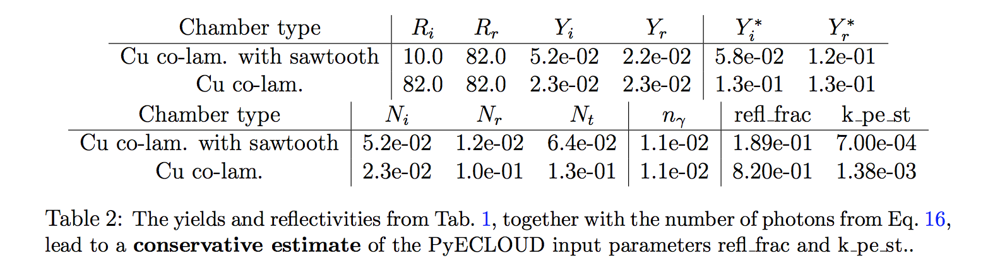 Chamber type R_i R_r Y_i Y_r Y_i^* Y_r^*
Cu co-lam. with sawtooth 10.0 82.0 5.2e-02 2.2e-02 5.8e-02 1.2e-01
Cu co-lam. 82.0 82.0 2.3e-02 2.3e-02 1.3e-01 1.3e-01
Chamber type N_i N_r N_t n_γ refl_frac k_pe_st
Cu co-lam. with sawtooth 5.2e-02 1.2e-02 6.4e-02 1.1e-02 1.89e-01 7.00e-04
Cu co-lam. 2.3e-02 1.0e-01 1.3e-01 1.1e-02 8.20e-01 1.38e-03
Table 2: The yields and reflectivities from Tab. 1, together with the number of photons from Eq. 16,
lead to a conservative estimate of the PyECLOUD input parameters refl_frac and k_pe_st..